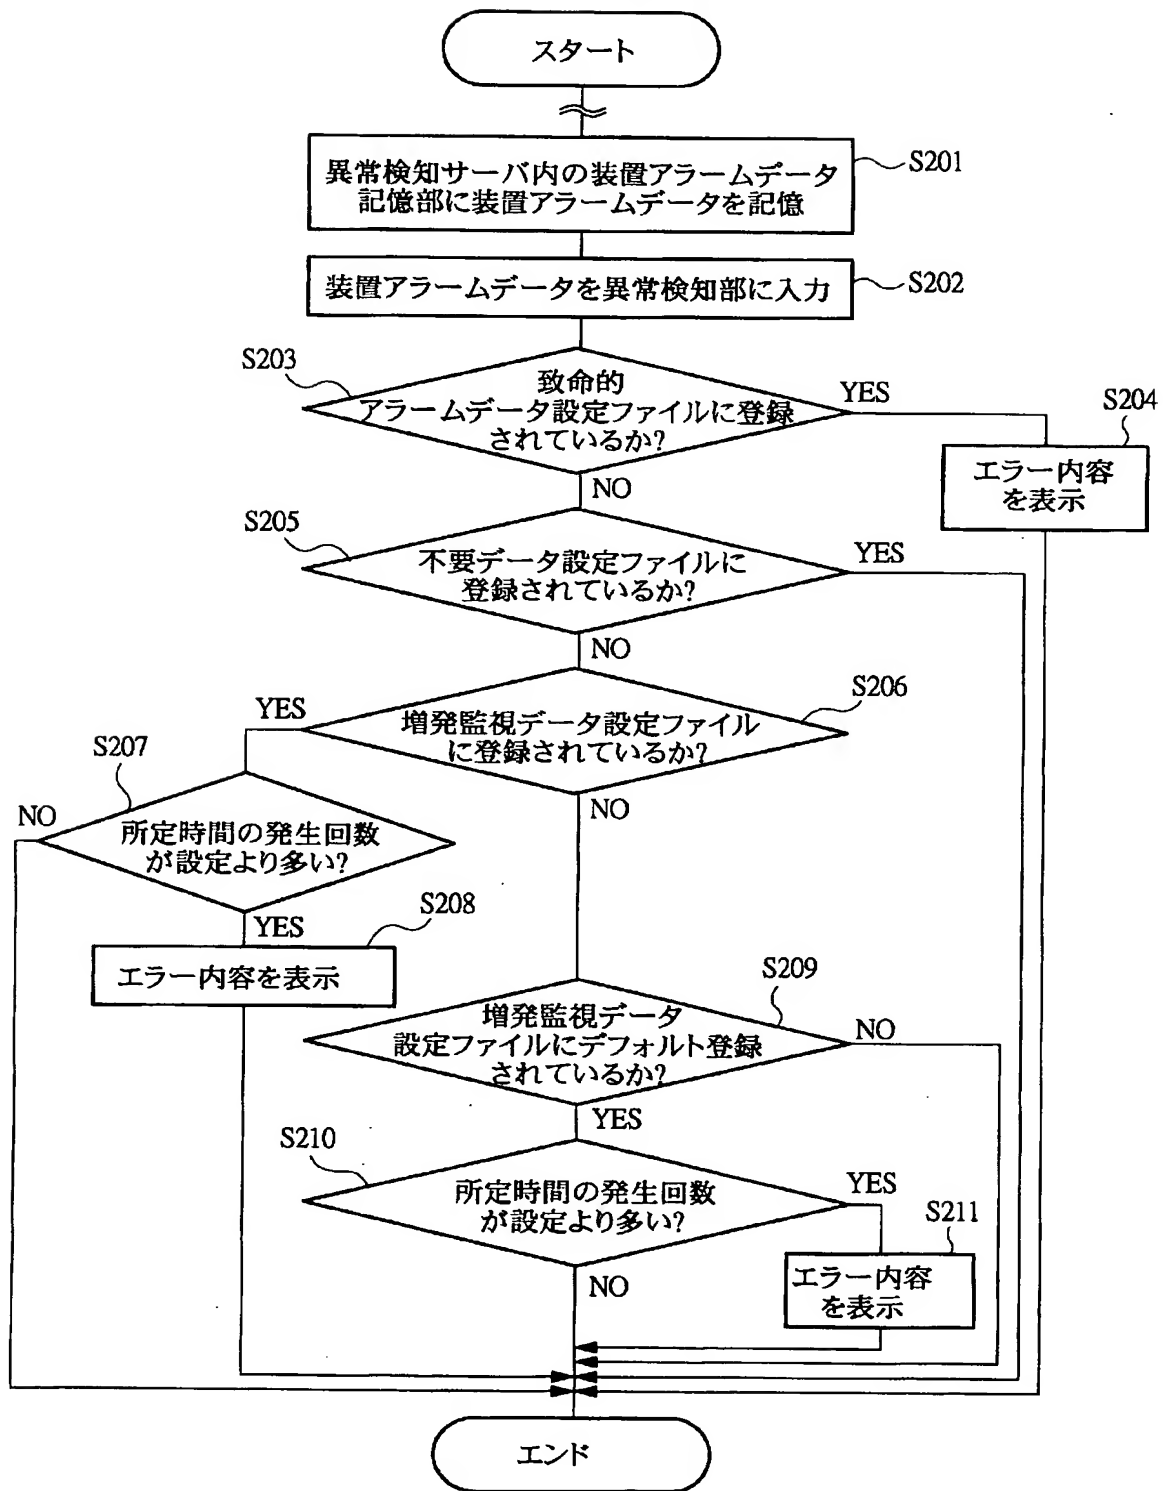 スタート
異常検知サーバ内の装置アラームデータ
記憶部に装置アラームデータを記憶
S201
装置アラームデータを異常検知部に入力
S202
S203
致命的
アラームデータ設定ファイルに登録
されているか?
YES
NO
S204
エラー内容
を表示
S205
不要データ設定ファイルに
登録されているか?
YES
NO
S206
増発監視データ設定ファイル
に登録されているか?
YES
NO
S207
所定時間の発生回数
が設定より多い?
NO
YES
S208
エラー内容を表示
S209
増発監視データ
設定ファイルにデフォルト登録
されているか?
NO
YES
S210
所定時間の発生回数
が設定より多い?
YES
NO
S211
エラー内容
を表示
エンド